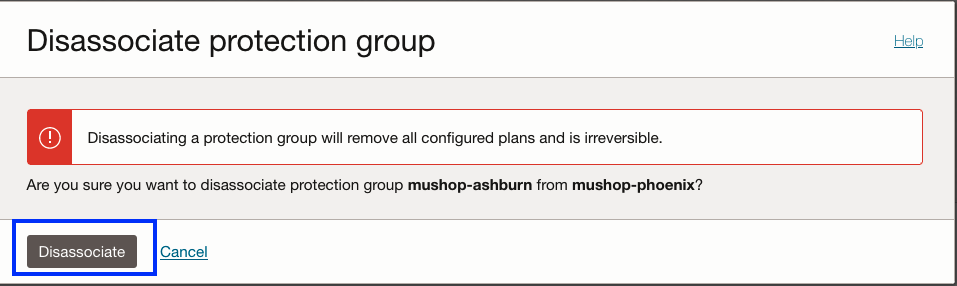 Disassociate protection group
Help
Disassociating a protection group will remove all configured plans and is irreversible.
Are you sure you want to disassociate protection group mushop-ashburn from mushop-phoenix?
Disassociate Cancel